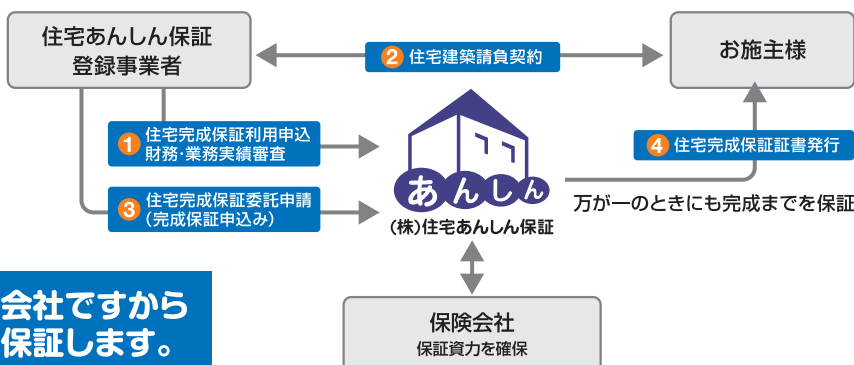 住宅あんしん保証
登録事業者
2 住宅建築請負契約
お施主様
1 住宅完成保証利用申込
財務・業務実績審査
4 住宅完成保証証書発行
3 住宅完成保証委託申請
(完成保証申込み)
あんしん
(株)住宅あんしん保証
万が一のときにも完成までを保証
会社ですから
保証します。
保険会社
保証資力を確保